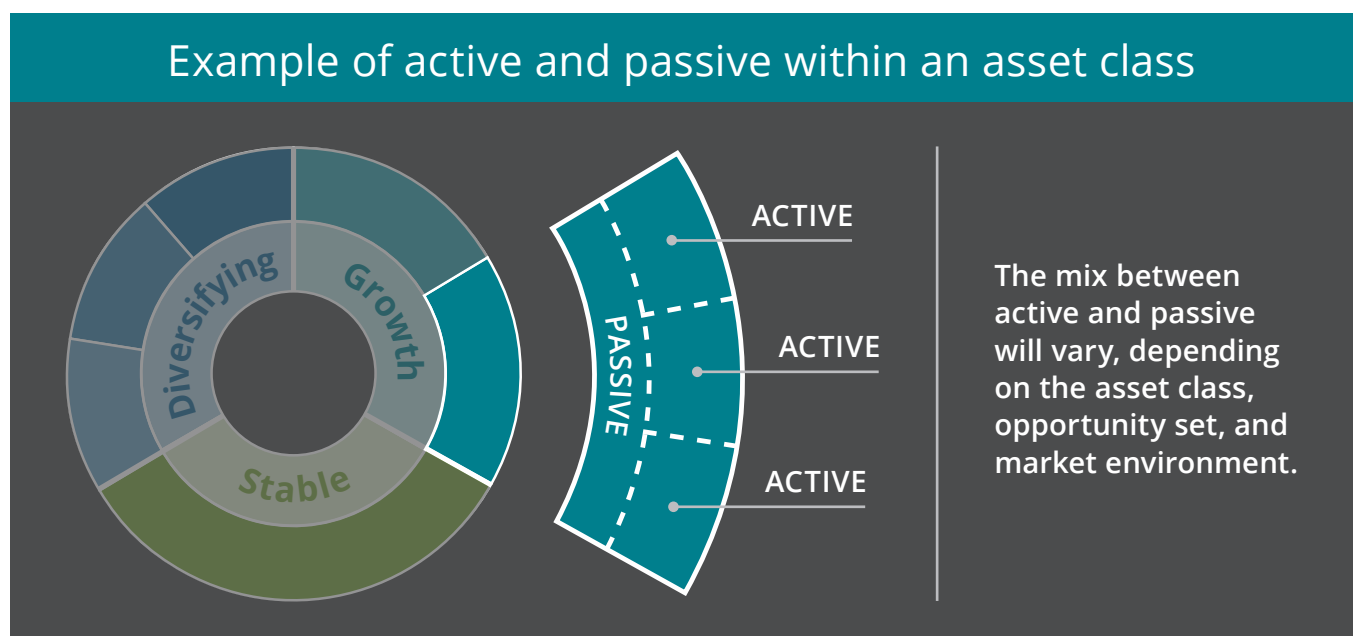 Example of active and passive within an asset class
Diversifying
Growth
Stable
PASSIVE
ACTIVE
ACTIVE
ACTIVE
The mix between
active and passive
will vary, depending
on the asset class,
opportunity set, and
market environment.